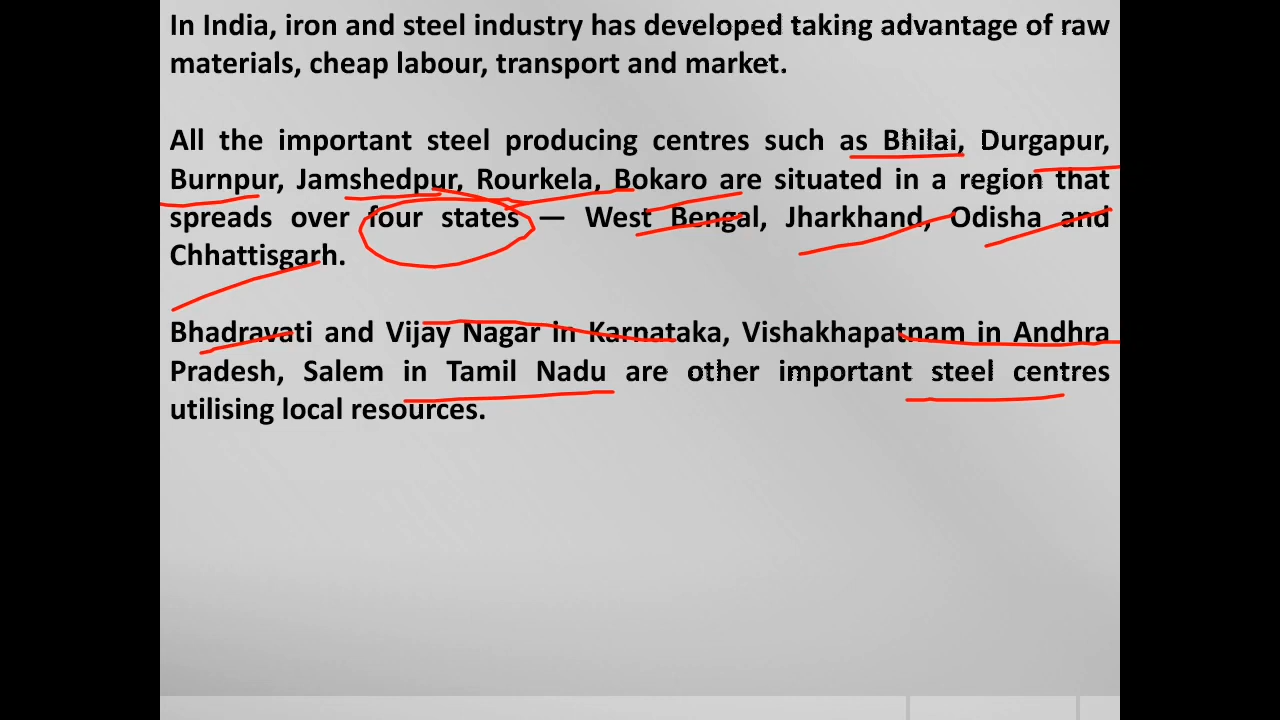 In India, iron and steel industry has developed taking advantage of raw
materials, cheap labour, transport and market.
All the important steel producing centres such as Bhilai, Durgapur,
Burnpur, Jamshedpur, Rourkela, Bokaro are situated in a region that
spreads over four states — West Bengal, Jharkhand, Odisha and
Chhattisgarh.
Bhadravati and Vijay Nagar in Karnataka, Vishakhapatnam in Andhra
Pradesh, Salem in Tamil Nadu are other important steel centres
utilising local resources.